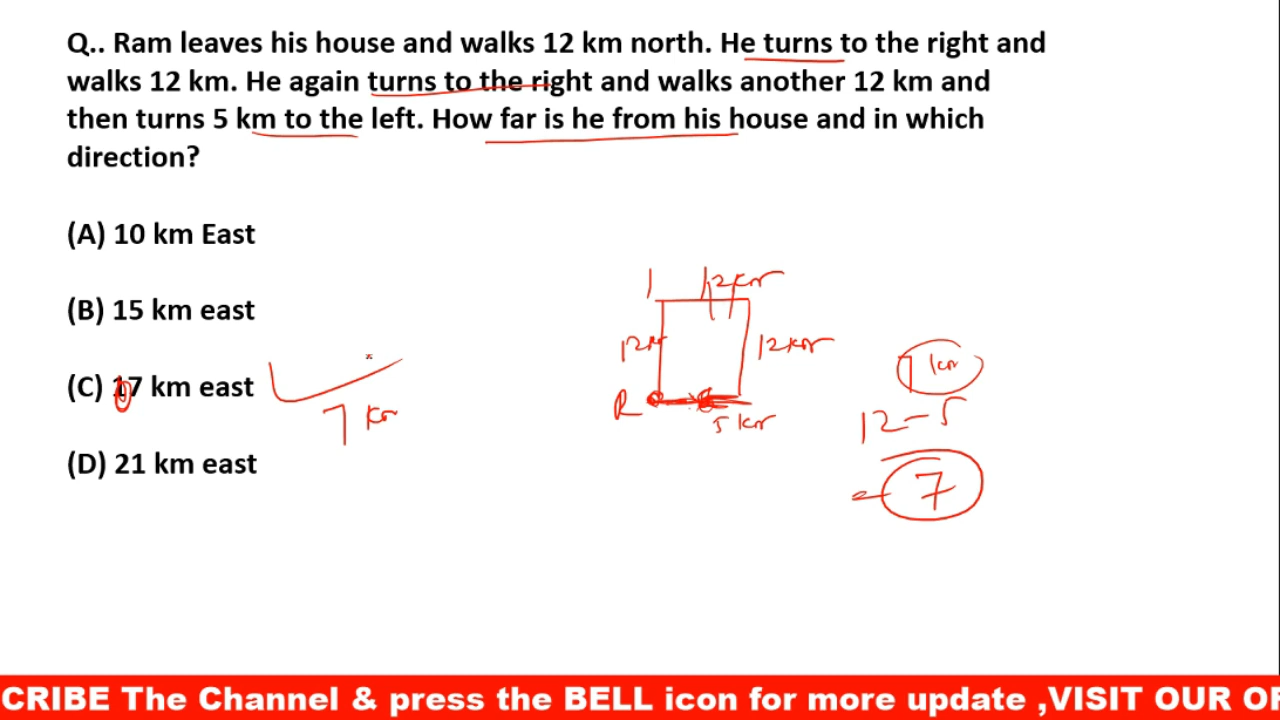 Q.. Ram leaves his house and walks 12 km north. He turns to the right and
walks 12 km. He again turns to the right and walks another 12 km and
then turns 5 km to the left. How far is he from his house and in which
direction?
(A) 10 km East
(B) 15 km east
12 km
12 km
12 km
7 km
(C) 17 km east
7 km
R
5 km
12 - 5
(D) 21 km east
= 7
CRIBE The Channel & press the BELL icon for more update ,VISIT OUR OF